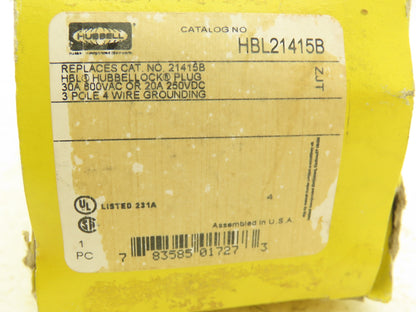 HUBBELL
CATALOG NO
HBL21415B
REPLACES CAT. NO. 21415B
HBL® HUBBELLOCK® PLUG
30A 600VAC OR 20A 250VDC
3 POLE 4 WIRE GROUNDING
ZJT
UL LISTED 231A
4
Assembled in U.S.A.
1
PC
7 83585 01727 3